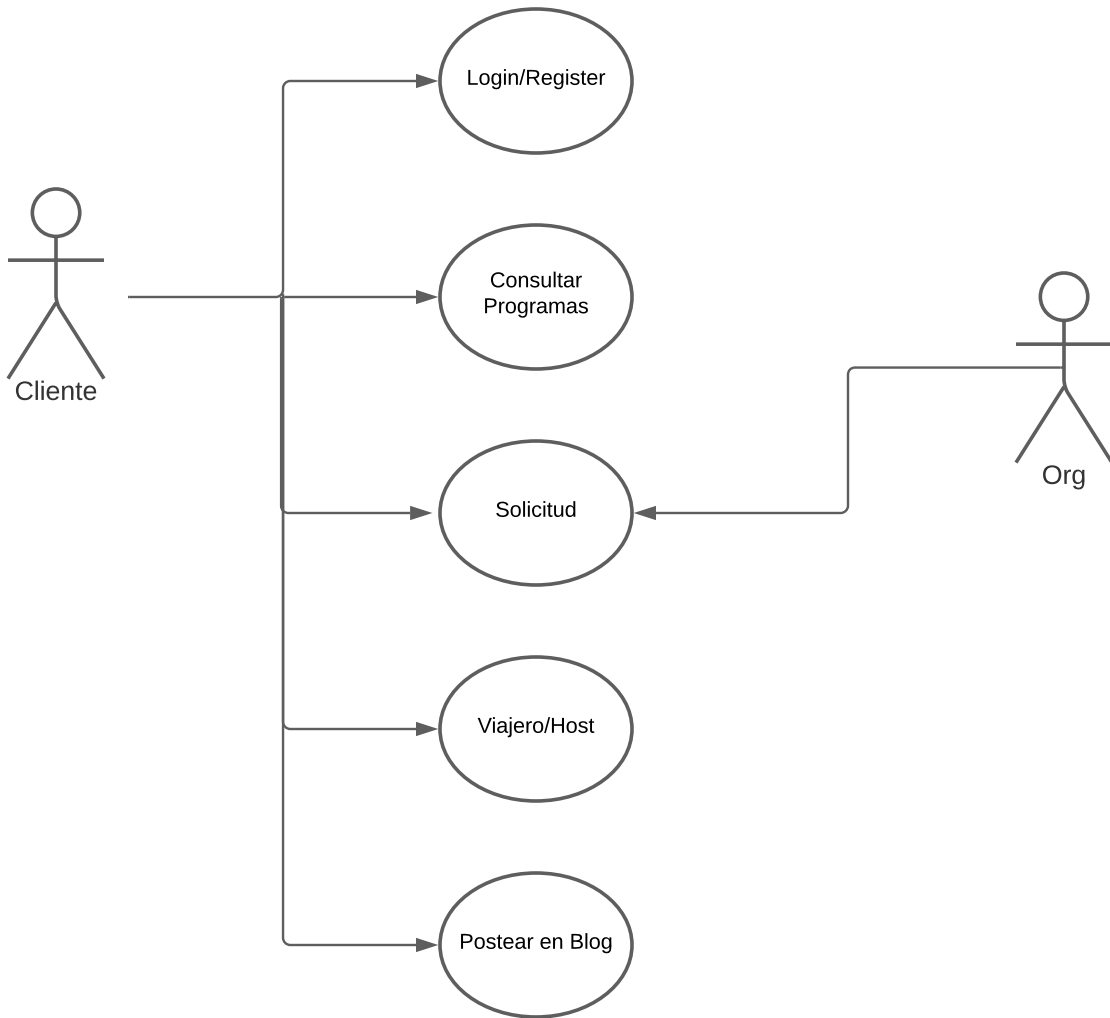 Login/Register
Consultar
Programas
Cliente
Org
Solicitud
Viajero/Host
Postear en Blog